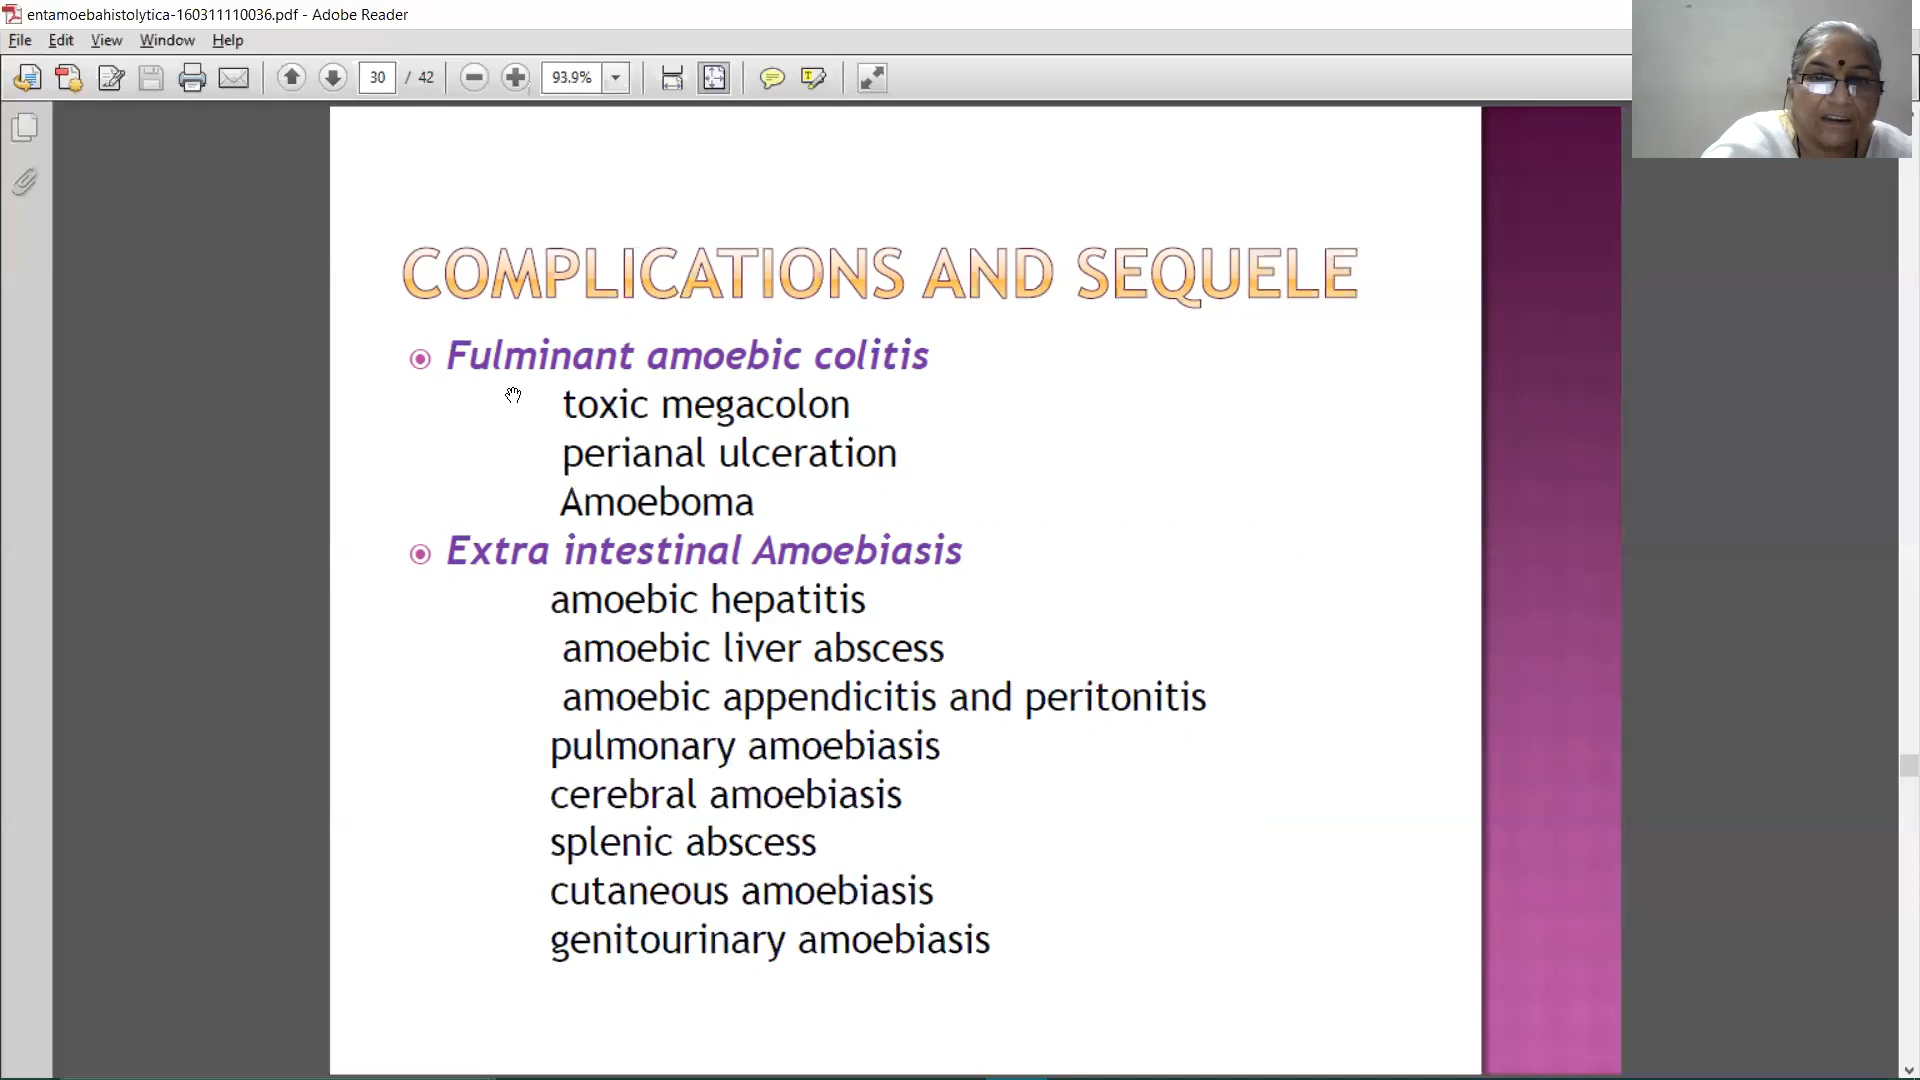 entamoebahistolytica-160311110036.pdf - Adobe Reader
File Edit View Window Help
30 / 42 93.9%
COMPLICATIONS AND SEQUELE
Fulminant amoebic colitis
toxic megacolon
perianal ulceration
Amoeboma
Extra intestinal Amoebiasis
amoebic hepatitis
amoebic liver abscess
amoebic appendicitis and peritonitis
pulmonary amoebiasis
cerebral amoebiasis
splenic abscess
cutaneous amoebiasis
genitourinary amoebiasis